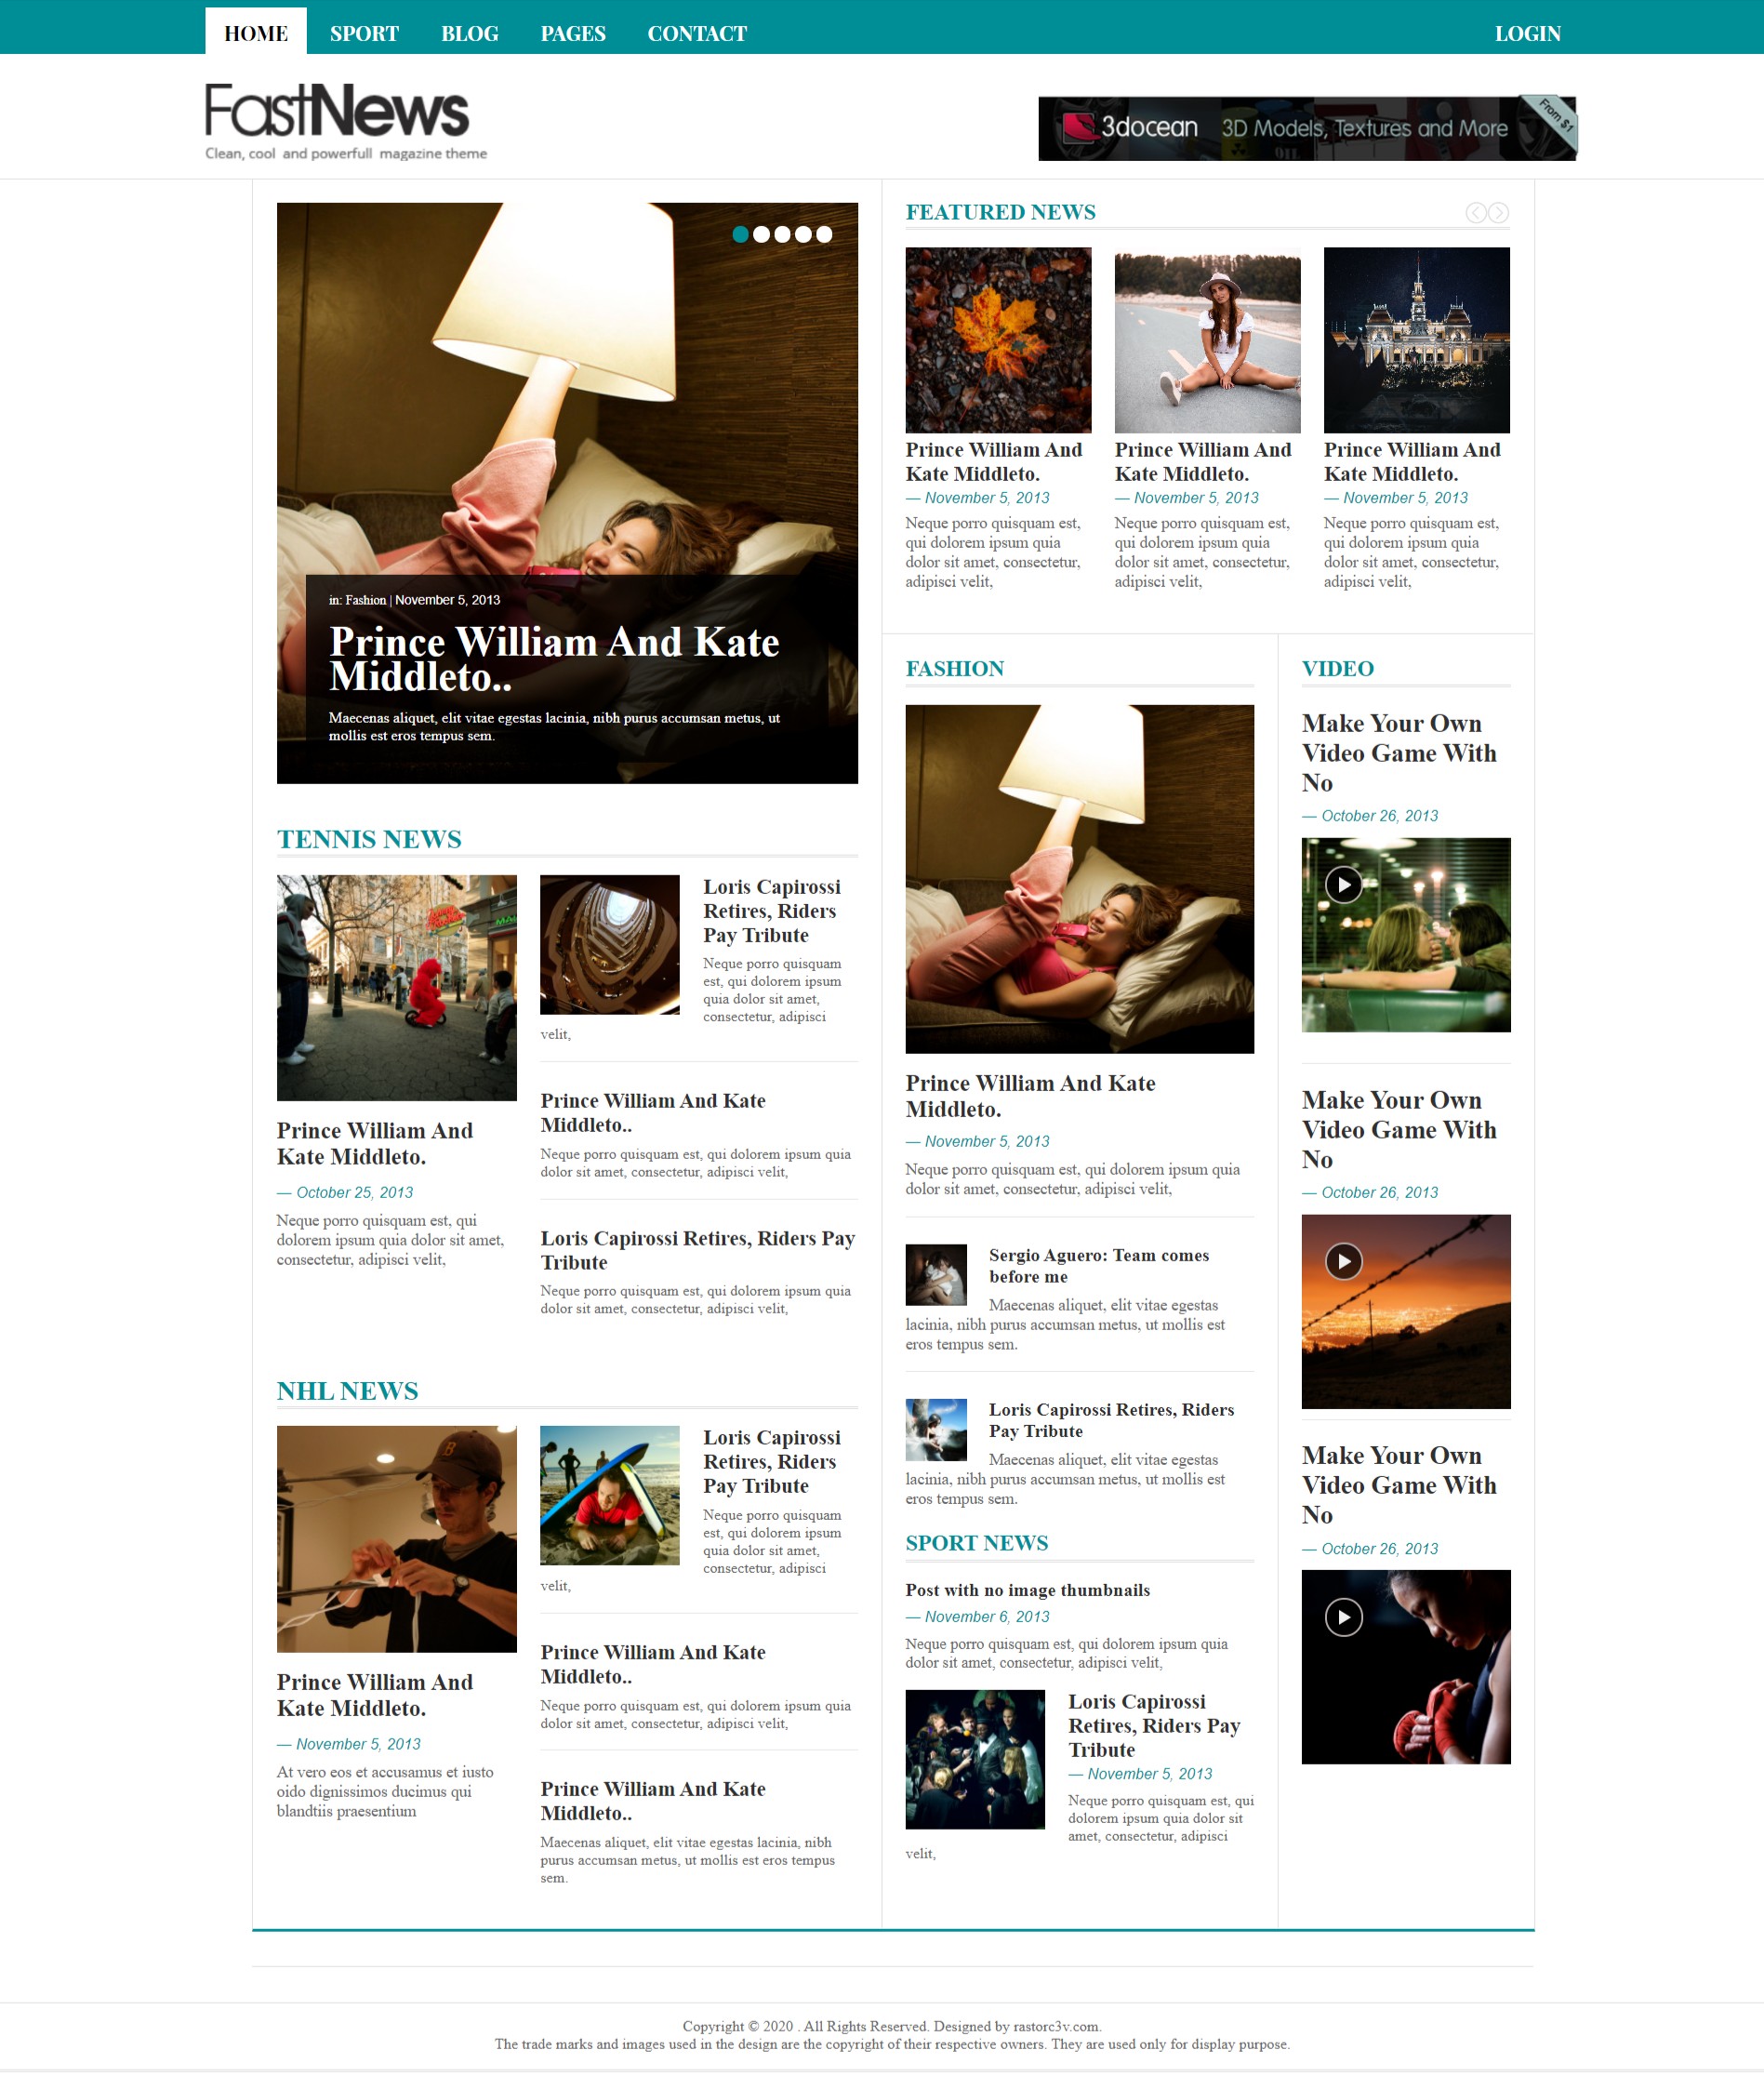 HOME SPORT BLOG PAGES CONTACT LOGIN
FastNews
Clean, cool and powerfull magazine theme
3docean 3D Models, Textures and More From $1
in: Fashion | November 5, 2013
Prince William And Kate
Middleto..
Maecenas aliquet, elit vitae egestas lacinia, nibh purus accumsan metus, ut
mollis est eros tempus sem.
TENNIS NEWS
Prince William And
Kate Middleto.
— October 25, 2013
Neque porro quisquam est, qui
dolorem ipsum quia dolor sit amet,
consectetur, adipisci velit,
Loris Capirossi
Retires, Riders
Pay Tribute
Neque porro quisquam
est, qui dolorem ipsum
quia dolor sit amet,
consectetur, adipisci
velit,
Prince William And Kate
Middleto..
Neque porro quisquam est, qui dolorem ipsum quia
dolor sit amet, consectetur, adipisci velit,
Loris Capirossi Retires, Riders Pay
Tribute
Neque porro quisquam est, qui dolorem ipsum quia
dolor sit amet, consectetur, adipisci velit,
NHL NEWS
Prince William And
Kate Middleto.
— November 5, 2013
At vero eos et accusamus et iusto
oido dignissimos ducimus qui
blandtiis praesentium
Loris Capirossi
Retires, Riders
Pay Tribute
Neque porro quisquam
est, qui dolorem ipsum
quia dolor sit amet,
consectetur, adipisci
velit,
Prince William And Kate
Middleto..
Neque porro quisquam est, qui dolorem ipsum quia
dolor sit amet, consectetur, adipisci velit,
Prince William And Kate
Middleto..
Maecenas aliquet, elit vitae egestas lacinia, nibh
purus accumsan metus, ut mollis est eros tempus
sem.
FEATURED NEWS
Prince William And
Kate Middleto.
— November 5, 2013
Neque porro quisquam est,
qui dolorem ipsum quia
dolor sit amet, consectetur,
adipisci velit,
Prince William And
Kate Middleto.
— November 5, 2013
Neque porro quisquam est,
qui dolorem ipsum quia
dolor sit amet, consectetur,
adipisci velit,
Prince William And
Kate Middleto.
— November 5, 2013
Neque porro quisquam est,
qui dolorem ipsum quia
dolor sit amet, consectetur,
adipisci velit,
FASHION
Prince William And Kate
Middleto.
— November 5, 2013
Neque porro quisquam est, qui dolorem ipsum quia
dolor sit amet, consectetur, adipisci velit,
Sergio Aguero: Team comes
before me
Maecenas aliquet, elit vitae egestas
lacinia, nibh purus accumsan metus, ut mollis est
eros tempus sem.
Loris Capirossi Retires, Riders
Pay Tribute
Maecenas aliquet, elit vitae egestas
lacinia, nibh purus accumsan metus, ut mollis est
eros tempus sem.
SPORT NEWS
Post with no image thumbnails
— November 6, 2013
Neque porro quisquam est, qui dolorem ipsum quia
dolor sit amet, consectetur, adipisci velit,
Loris Capirossi
Retires, Riders Pay
Tribute
— November 5, 2013
Neque porro quisquam est, qui
dolorem ipsum quia dolor sit
amet, consectetur, adipisci
velit,
VIDEO
Make Your Own
Video Game With
No
— October 26, 2013
Make Your Own
Video Game With
No
— October 26, 2013
Make Your Own
Video Game With
No
— October 26, 2013
Copyright © 2020 . All Rights Reserved. Designed by rastorc3v.com.
The trade marks and images used in the design are the copyright of their respective owners. They are used only for display purpose.